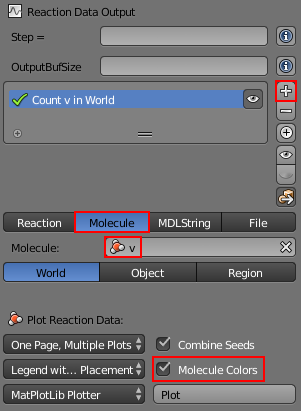 Reaction Data Output
Step =
OutputBufSize
Count v in World
Reaction Molecule MDLString File
Molecule: v
World Object Region
Plot Reaction Data:
One Page, Multiple Plots Combine Seeds
Legend wit... Placement Molecule Colors
MatPlotLib Plotter Plot